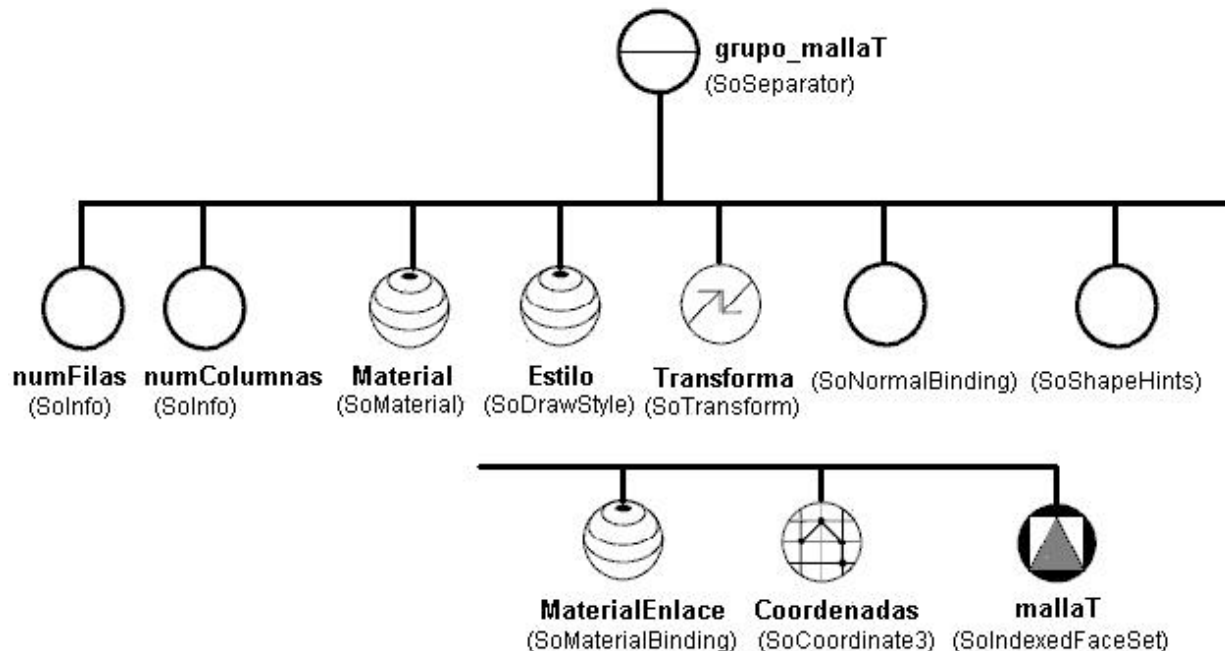 grupo_mallaT
(SoSeparator)
numFilas numColumnas Material Estilo Transforma (SoNormalBinding) (SoShapeHints)
(SoInfo) (SoInfo) (SoMaterial) (SoDrawStyle) (SoTransform)
MaterialEnlace Coordenadas mallaT
(SoMaterialBinding) (SoCoordinate3) (SoIndexedFaceSet)